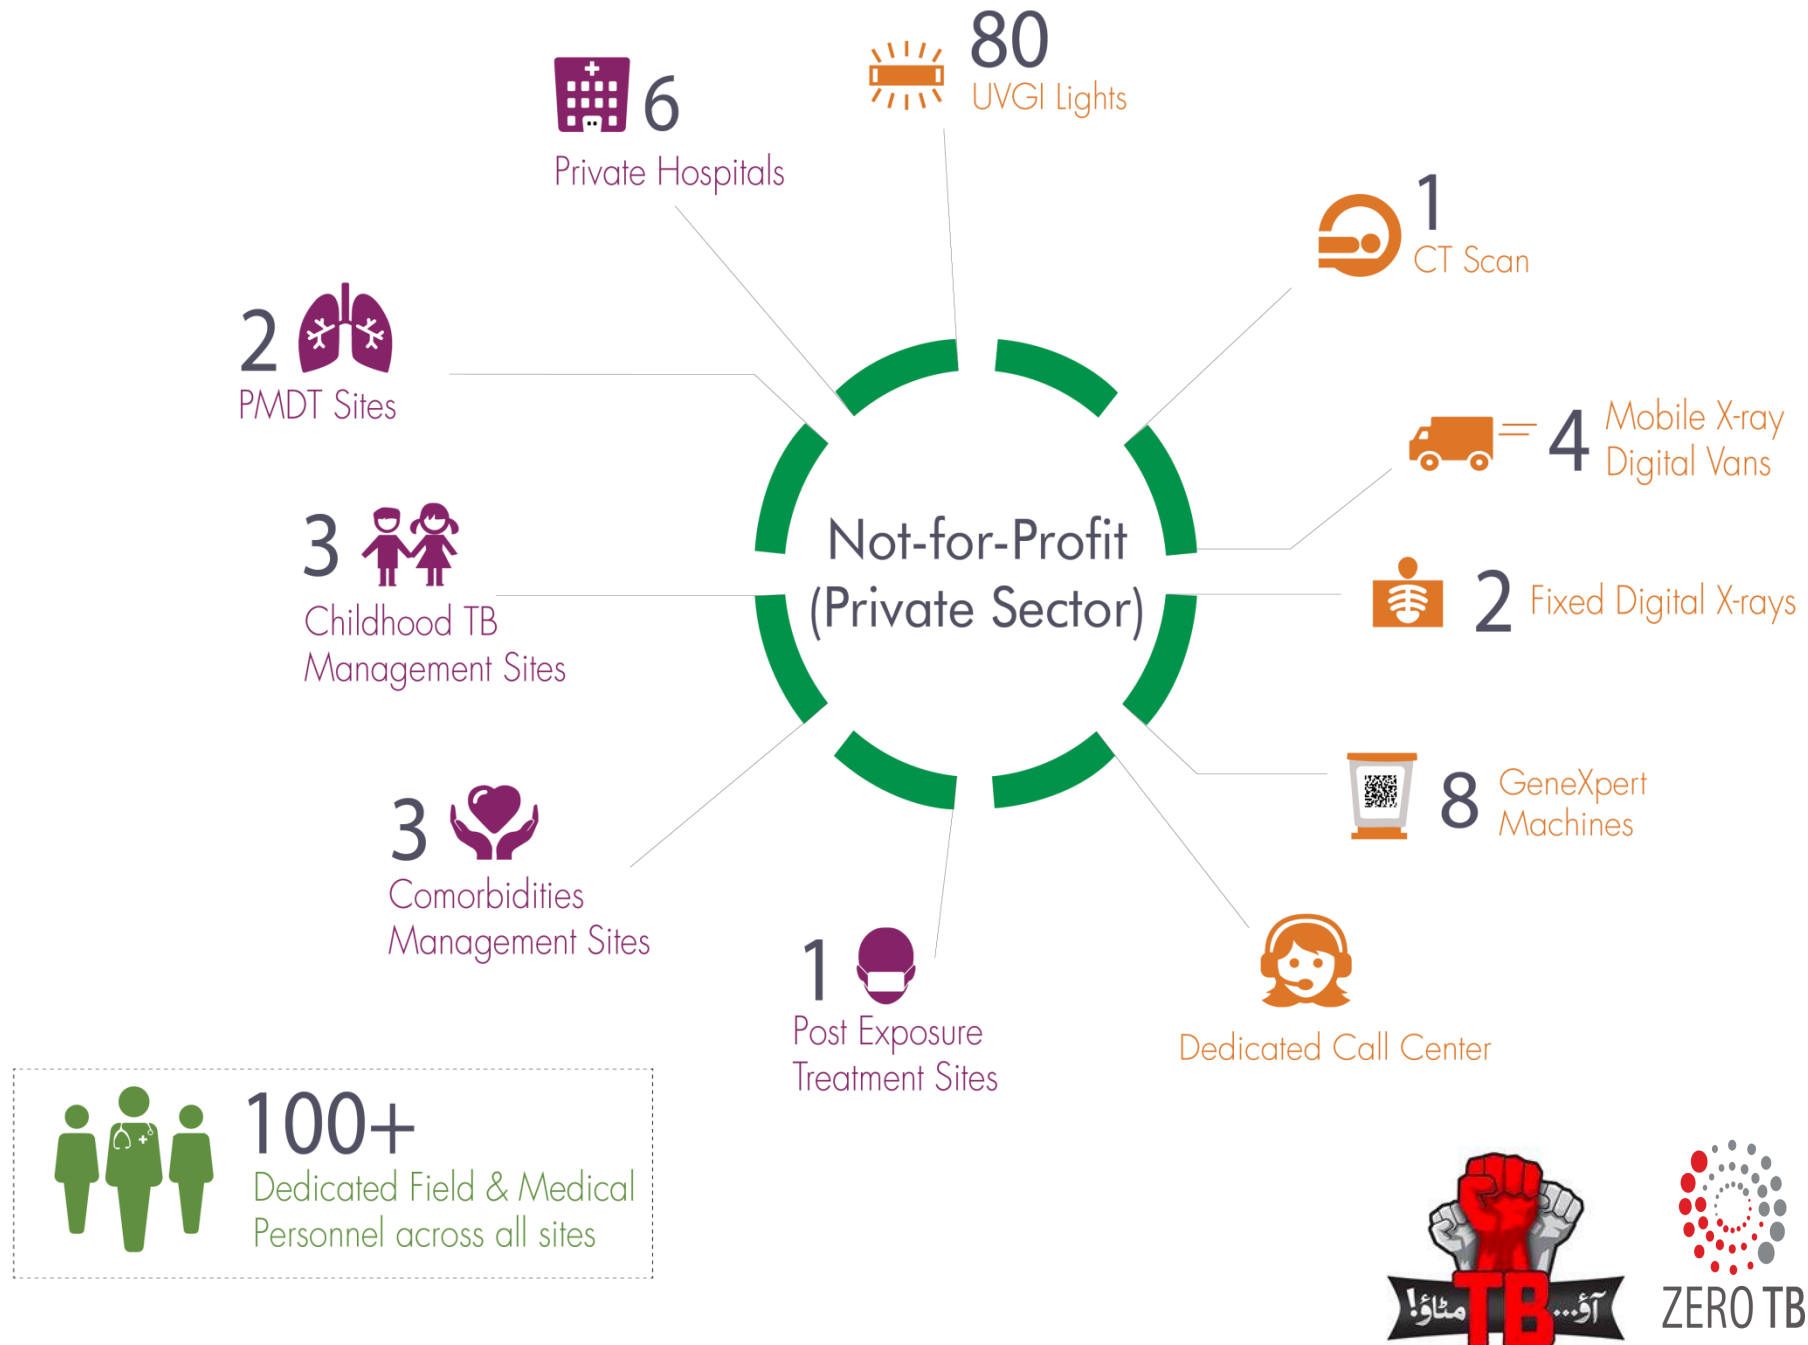 80
UVGI Lights
6
Private Hospitals
1
CT Scan
2
PMDT Sites
4
Mobile X-ray
Digital Vans
Not-for-Profit
(Private Sector)
3
Childhood TB
Management Sites
2
Fixed Digital X-rays
8
GeneXpert
Machines
3
Comorbidities
Management Sites
1
Post Exposure
Treatment Sites
Dedicated Call Center
100+
Dedicated Field & Medical
Personnel across all sites
آؤ... TB مٹاؤ!
ZERO TB